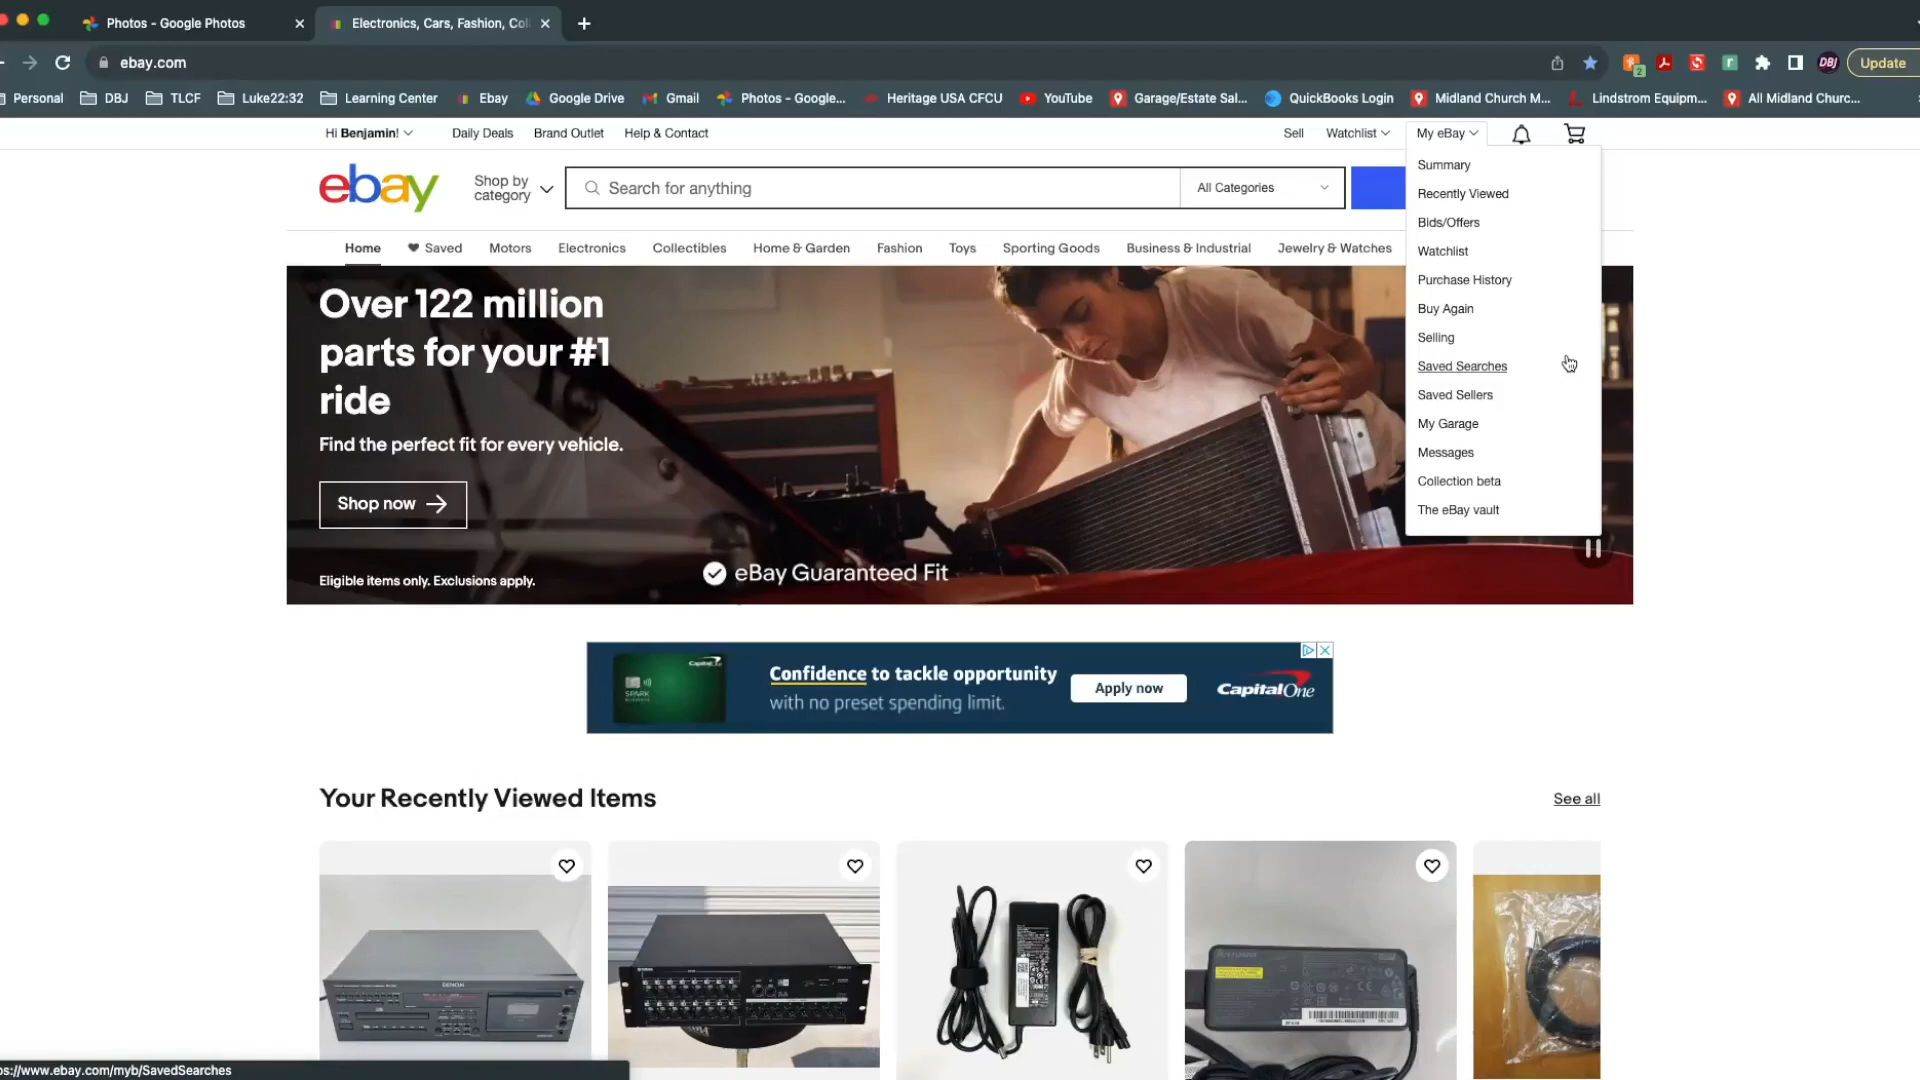 Photos - Google Photos
Electronics, Cars, Fashion, Col
ebay.com
2
DBJ
Update
Personal
DBJ
TLCF
Luke22:32
Learning Center
Ebay
Google Drive
Gmail
Photos - Google...
Heritage USA CFCU
YouTube
Garage/Estate Sal...
QuickBooks Login
Midland Church M...
Lindstrom Equipm...
All Midland Churc...
Hi Benjamin!
Daily Deals
Brand Outlet
Help & Contact
Sell
Watchlist
My eBay
ebay
Shop by
category
Search for anything
All Categories
Summary
Recently Viewed
Bids/Offers
Watchlist
Purchase History
Buy Again
Selling
Saved Searches
Saved Sellers
My Garage
Messages
Collection beta
The eBay vault
Home
Saved
Motors
Electronics
Collectibles
Home & Garden
Fashion
Toys
Sporting Goods
Business & Industrial
Jewelry & Watches
Over 122 million
parts for your #1
ride
Find the perfect fit for every vehicle.
Shop now
Eligible items only. Exclusions apply.
eBay Guaranteed Fit
Capital One
SPARK
Confidence to tackle opportunity
with no preset spending limit.
Apply now
Capital One
Your Recently Viewed Items
See all
DENON
ps://www.ebay.com/myb/SavedSearches